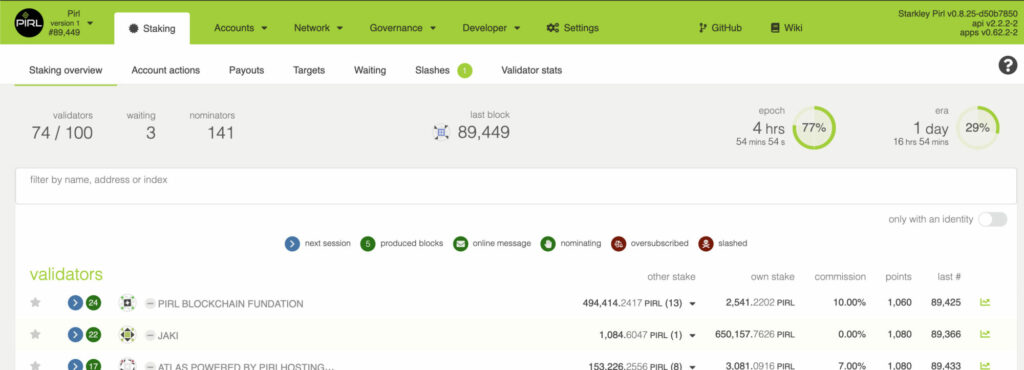 PIRL
Pirl
version 1
#89,449
Staking
Accounts
Network
Governance
Developer
Settings
GitHub
Wiki
Starkley Pirl v0.8.25-d50b7850
api v2.2.2-2
apps v0.62.2-2
Staking overview
Account actions
Payouts
Targets
Waiting
Slashes 1
Validator stats
?
validators
74 / 100
waiting
3
nominators
141
last block
89,449
epoch
4 hrs
54 mins 54 s
77%
era
1 day
16 hrs 54 mins
29%
filter by name, address or index
only with an identity
next session
5 produced blocks
online message
nominating
oversubscribed
slashed
validators other stake own stake commission points last #
24 PIRL BLOCKCHAIN FUNDATION 494,414.2417 PIRL (13) 2,541.2202 PIRL 10.00% 1,060 89,425
22 JAKI 1,084.6047 PIRL (1) 650,157.7626 PIRL 0.00% 1,080 89,366
17 ATLAS POWERED BY PIRLHOSTING... 153,226.2556 PIRL (8) 3,081.0916 PIRL 7.00% 1,080 89,433